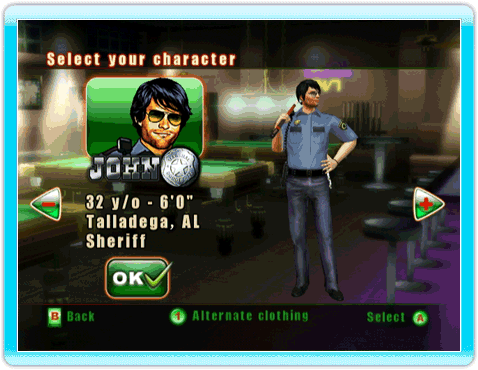 Select your character
JOHN
32 y/o - 6'0"
Talladega, AL
Sheriff
OK
B Back
1 Alternate clothing
Select A